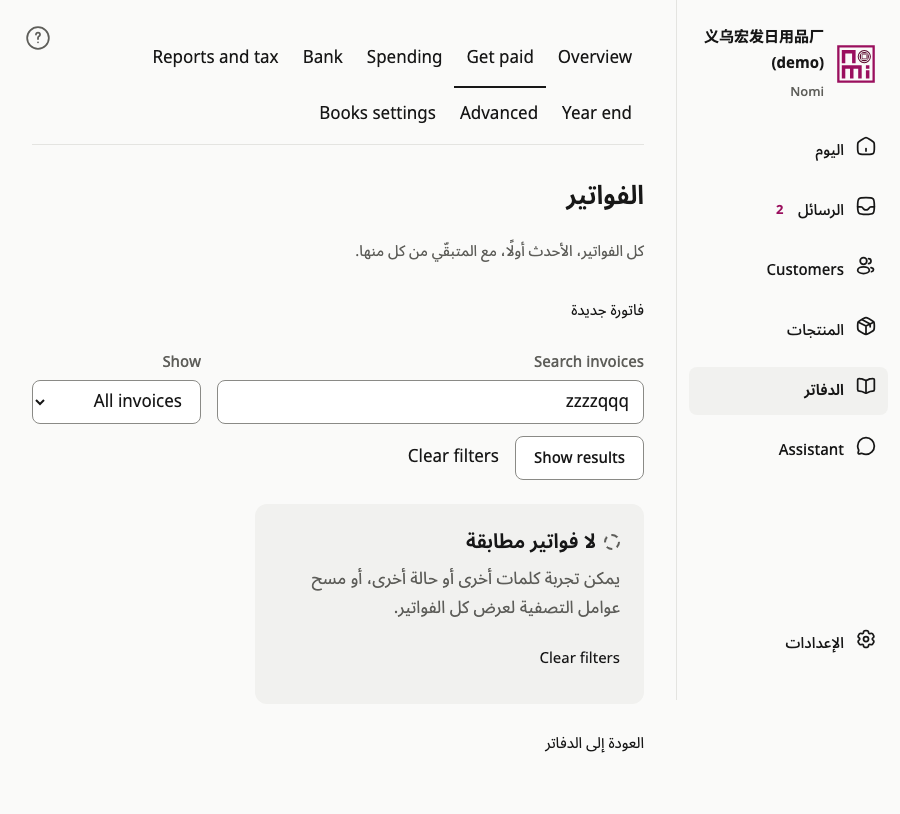 义乌宏发日用品厂
(demo)
Nomi
اليوم
الرسائل 2
Customers
المنتجات
الدفاتر
Assistant
الإعدادات
?
Overview
Get paid
Spending
Bank
Reports and tax
Year end
Advanced
Books settings
الفواتير
كل الفواتير، الأحدث أولًا، مع المتبقّي من كل منها.
فاتورة جديدة
Search invoices
zzzzqqq
Show
All invoices
Show results
Clear filters
لا فواتير مطابقة
يمكن تجربة كلمات أخرى أو حالة أخرى، أو مسح
عوامل التصفية لعرض كل الفواتير.
Clear filters
العودة إلى الدفاتر